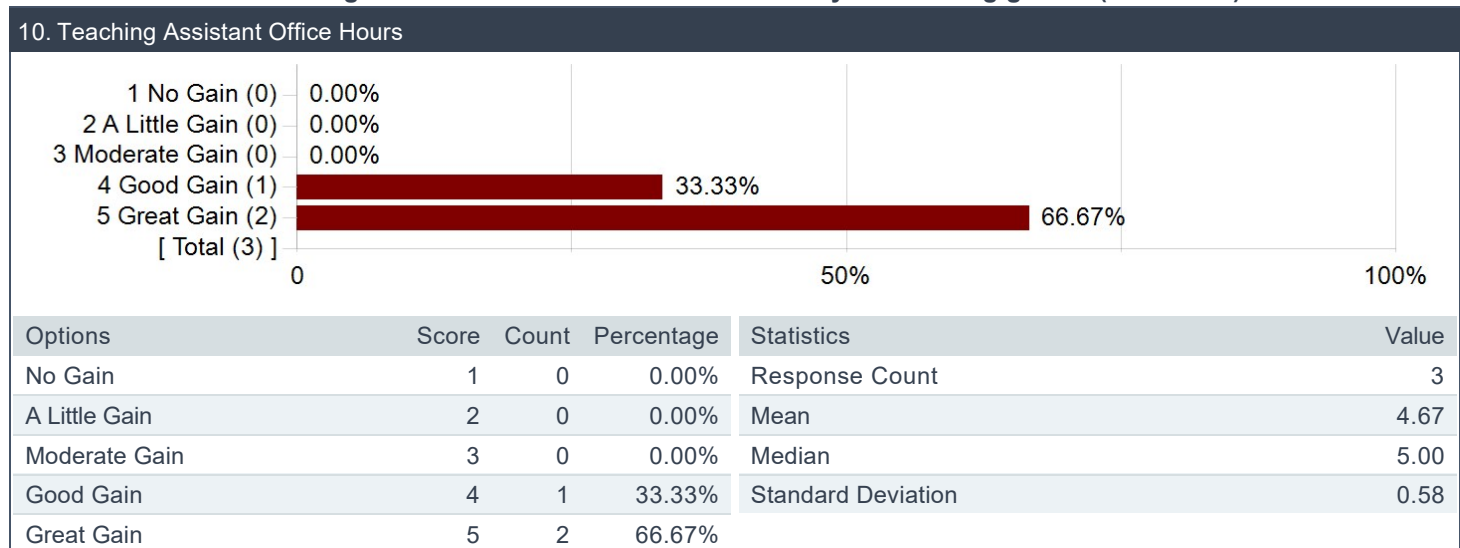 10. Teaching Assistant Office Hours
1 No Gain (0) 0.00%
2 A Little Gain (0) 0.00%
3 Moderate Gain (0) 0.00%
4 Good Gain (1) 33.33%
5 Great Gain (2) 66.67%
[ Total (3) ]
0 50% 100%
Options Score Count Percentage Statistics Value
No Gain 1 0 0.00% Response Count 3
A Little Gain 2 0 0.00% Mean 4.67
Moderate Gain 3 0 0.00% Median 5.00
Good Gain 4 1 33.33% Standard Deviation 0.58
Great Gain 5 2 66.67%